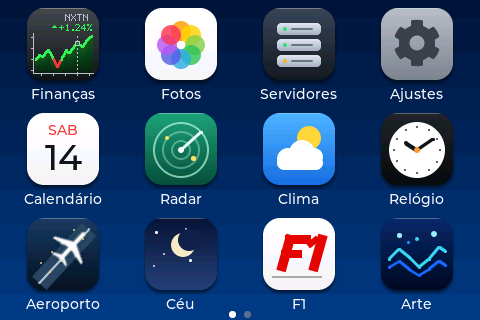 NXTN
▲+1.24%
Finanças
Fotos
Servidores
Ajustes
SAB
14
Calendário
Radar
Clima
Relógio
Aeroporto
Céu
F1
F1
Arte